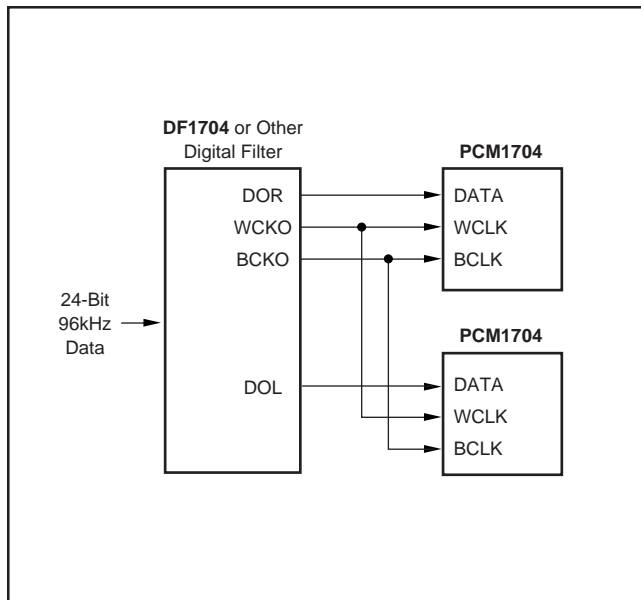 DF1704 or Other
Digital Filter
PCM1704
DOR
WCKO
BCKO
DATA
WCLK
BCLK
24-Bit
96kHz
Data
PCM1704
DOL
DATA
WCLK
BCLK